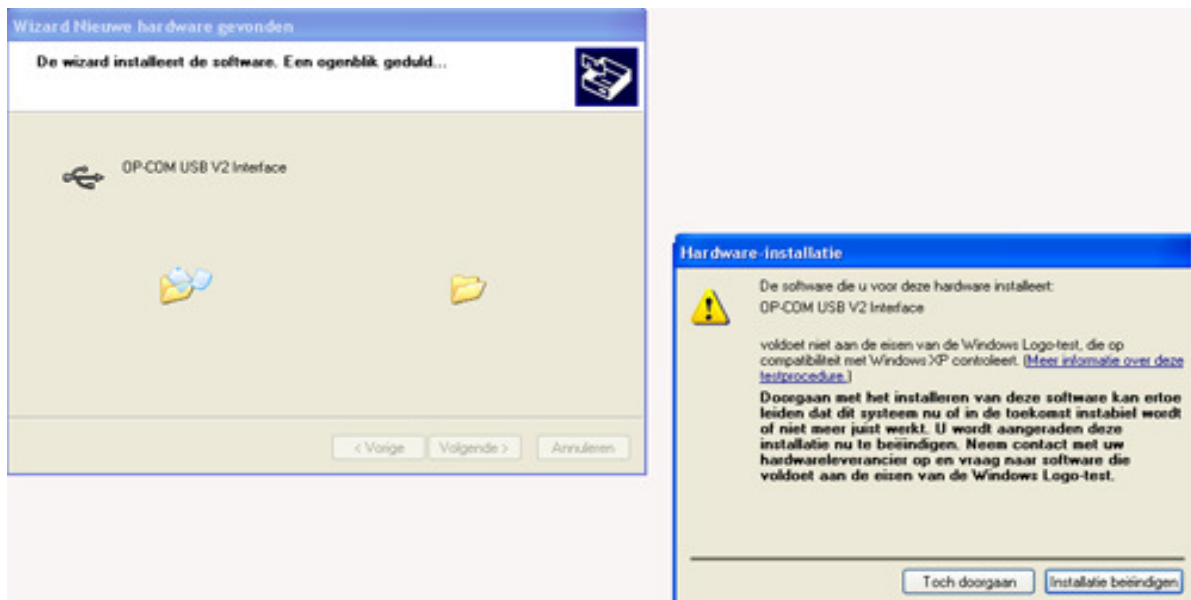 Wizard Nieuwe hardware gevonden
De wizard installeert de software. Een ogenblik geduld...
OP-COM USB V2 Interface
< Vorige
Volgende >
Annuleren
Hardware-installatie
De software die u voor deze hardware installeert:
OP-COM USB V2 Interface
voldoet niet aan de eisen van de Windows Logo-test, die op
compatibiliteit met Windows XP controleert. (Meer informatie over deze
testprocedure.)
Doorgaan met het installeren van deze software kan ertoe
leiden dat dit systeem nu of in de toekomst instabiel wordt
of niet meer juist werkt. U wordt aangeraden deze
installatie nu te beëindigen. Neem contact met uw
hardwareleverancier op en vraag naar software die
voldoet aan de eisen van de Windows Logo-test.
Toch doorgaan
Installatie beëindigen